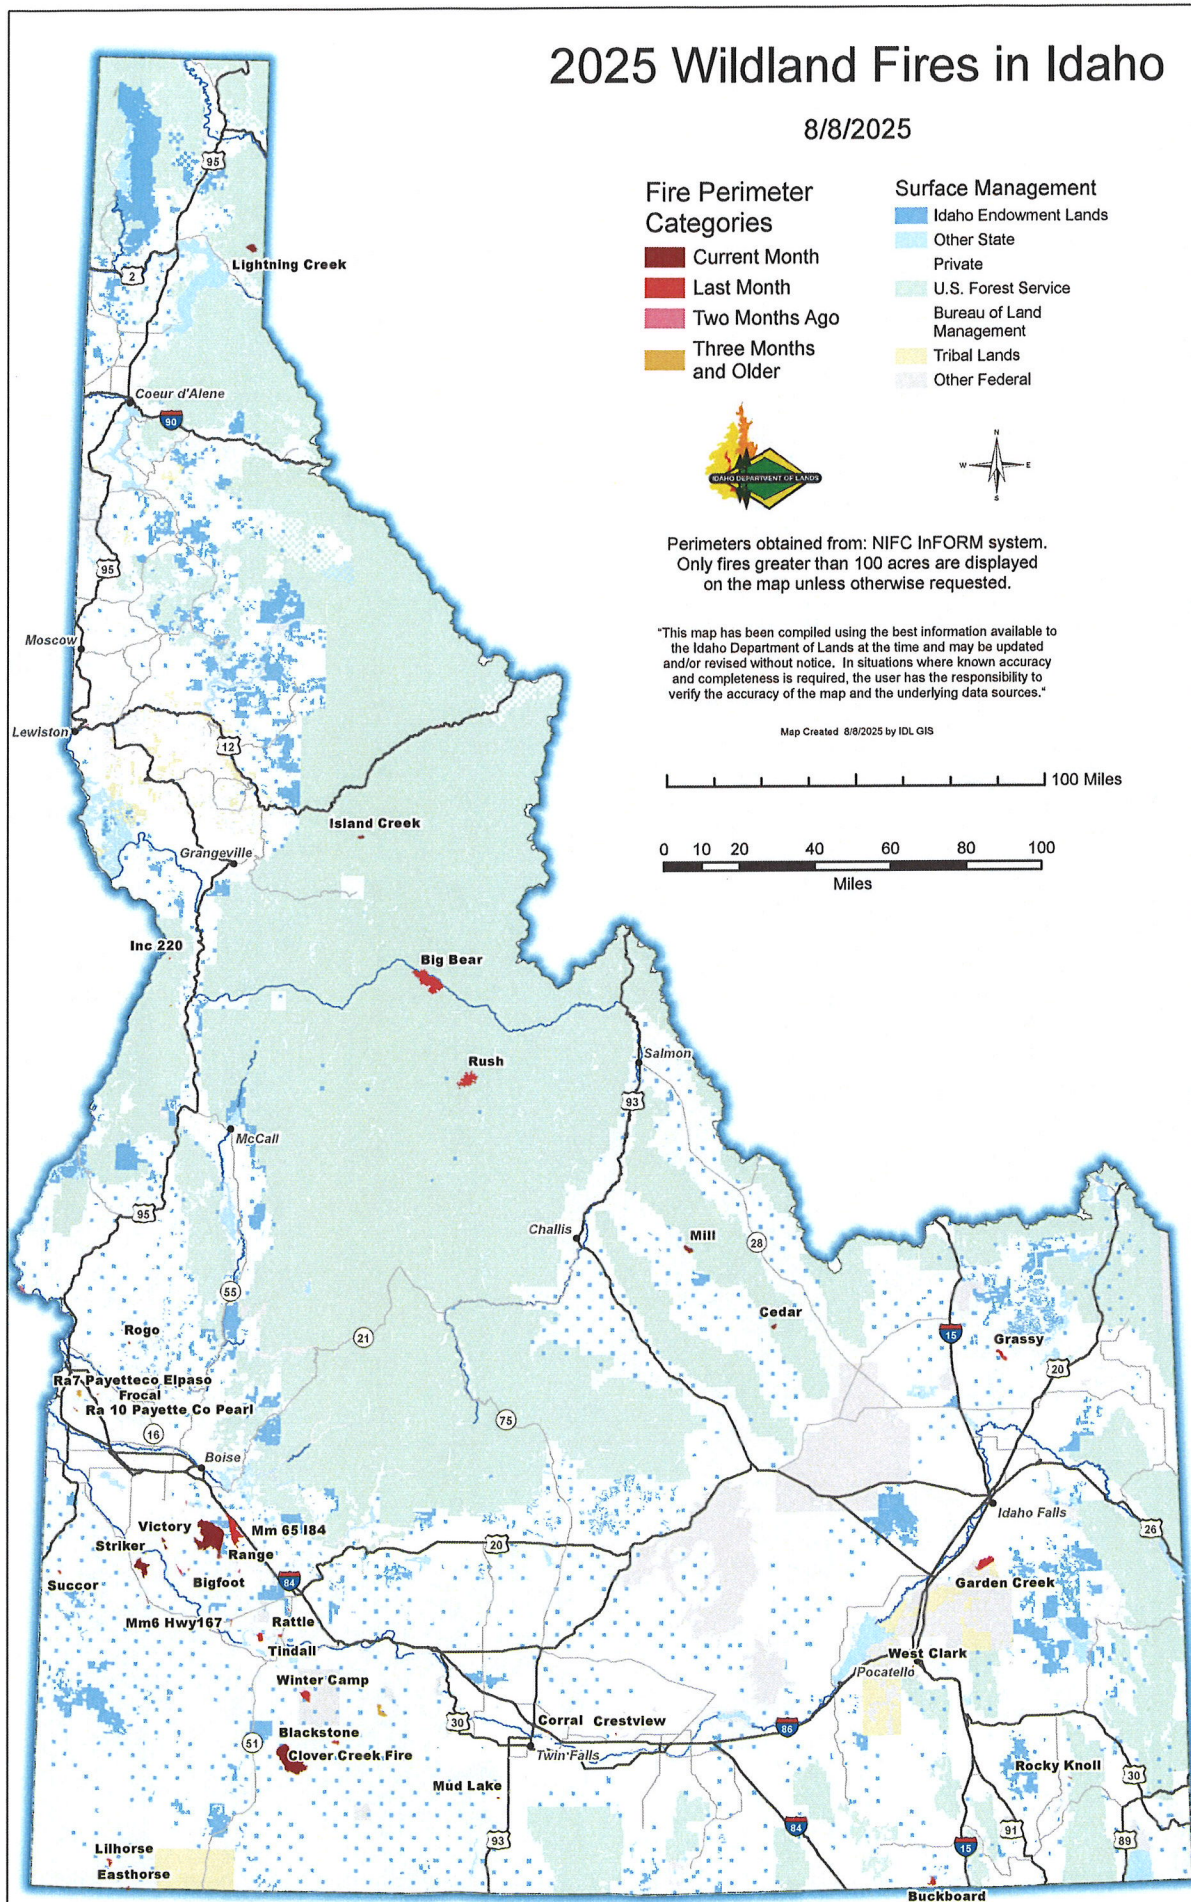 2025 Wildland Fires in Idaho
8/8/2025
Fire Perimeter
Categories
Current Month
Last Month
Two Months Ago
Three Months
and Older
Surface Management
Idaho Endowment Lands
Other State
Private
U.S. Forest Service
Bureau of Land
Management
Tribal Lands
Other Federal
IDAHO DEPARTMENT OF LANDS
N
W
E
S
Perimeters obtained from: NIFC InFORM system.
Only fires greater than 100 acres are displayed
on the map unless otherwise requested.
"This map has been compiled using the best information available to
the Idaho Department of Lands at the time and may be updated
and/or revised without notice. In situations where known accuracy
and completeness is required, the user has the responsibility to
verify the accuracy of the map and the underlying data sources."
Map Created 8/8/2025 by IDL GIS
100 Miles
0 10 20 40 60 80 100
Miles
95
Lightning Creek
2
Coeur d'Alene
90
95
Moscow
Lewiston
12
Island Creek
Grangeville
Inc 220
Big Bear
Rush
Salmon
93
McCall
95
Challis
Mill
28
55
Cedar
Rogo
21
15
Grassy
20
Ra7 Payetteco Elpaso
Frocal
Ra 10 Payette Co Pearl
75
16
Boise
Idaho Falls
26
Victory
Mm 65 I84
Striker
Range
20
Succor
Bigfoot
84
Garden Creek
Mm6 Hwy167
Rattle
Tindall
West Clark
Pocatello
Winter Camp
30
Corral
Crestview
86
Blackstone
51
Clover Creek Fire
Twin Falls
Mud Lake
Rocky Knoll
30
93
84
91
15
89
Lilhorse
Easthorse
Buckboard